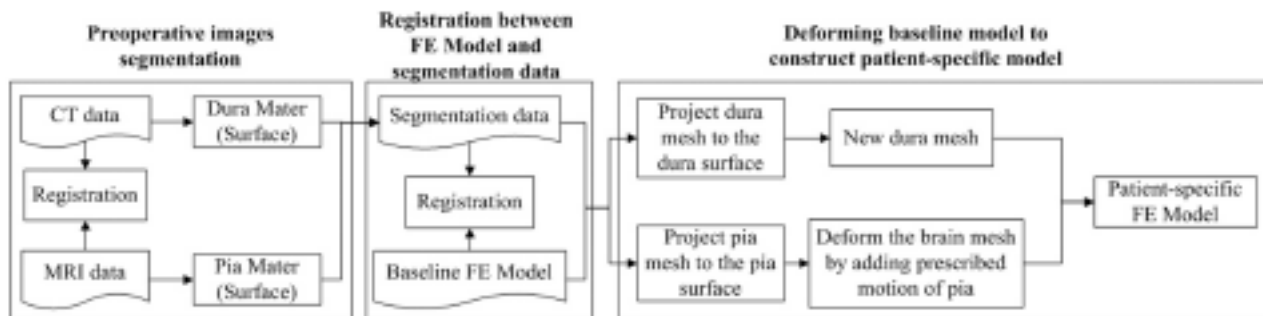 Preoperative images
segmentation
CT data
Dura Mater
(Surface)
Registration
MRI data
Pia Mater
(Surface)
Registration between
FE Model and
segmentation data
Segmentation data
Registration
Baseline FE Model
Deforming baseline model to
construct patient-specific model
Project dura
mesh to the
dura surface
New dura mesh
Project pia
mesh to the pia
surface
Deform the brain mesh
by adding prescribed
motion of pia
Patient-specific
FE Model